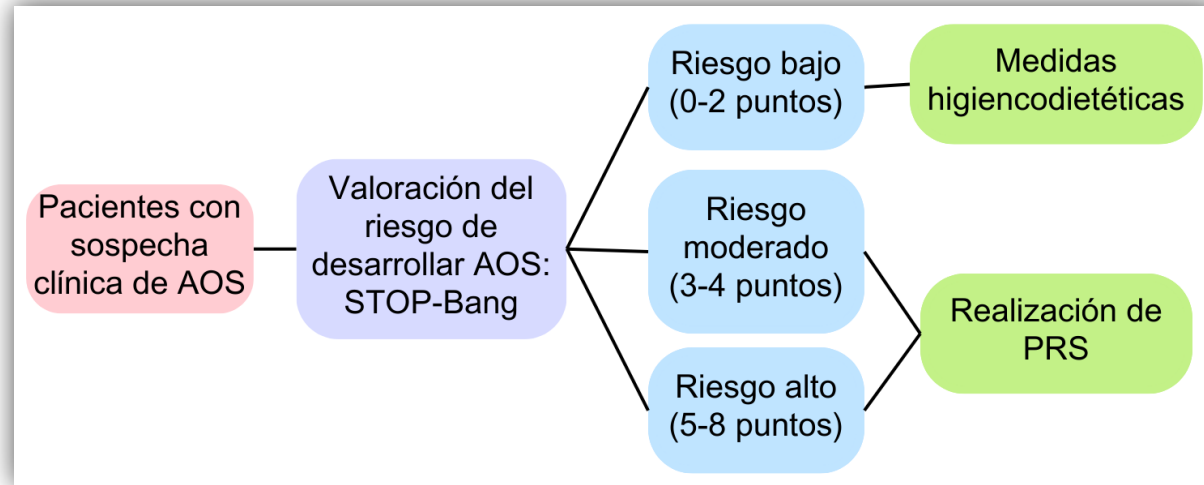 Pacientes con
sospecha
clínica de AOS
Valoración del
riesgo de
desarrollar AOS:
STOP-Bang
Riesgo bajo
(0-2 puntos)
Medidas
higiencodietéticas
Riesgo
moderado
(3-4 puntos)
Riesgo alto
(5-8 puntos)
Realización de
PRS